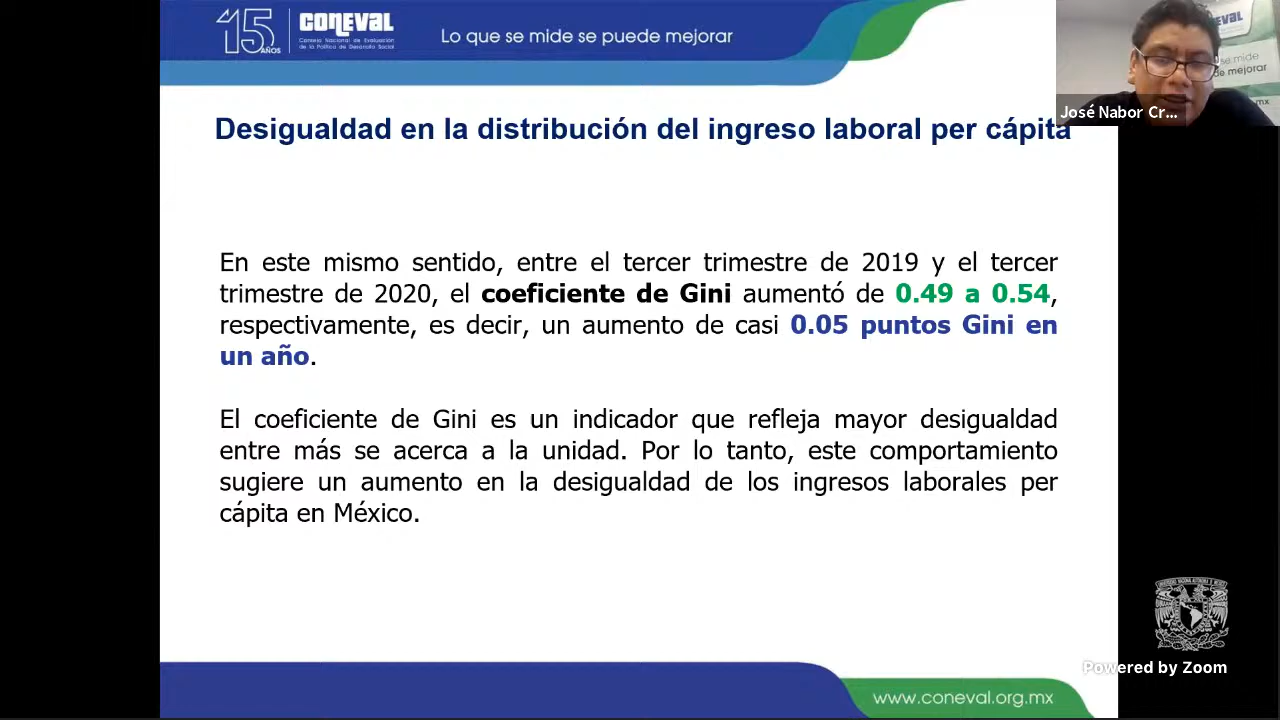 15 AÑOS
CONEVAL
Consejo Nacional de Evaluación
de la Política de Desarrollo Social
Lo que se mide se puede mejorar
se mide
de mejorar
José Nabor Cr...
Desigualdad en la distribución del ingreso laboral per cápita
En este mismo sentido, entre el tercer trimestre de 2019 y el tercer
trimestre de 2020, el coeficiente de Gini aumentó de 0.49 a 0.54,
respectivamente, es decir, un aumento de casi 0.05 puntos Gini en
un año.
El coeficiente de Gini es un indicador que refleja mayor desigualdad
entre más se acerca a la unidad. Por lo tanto, este comportamiento
sugiere un aumento en la desigualdad de los ingresos laborales per
cápita en México.
Powered by Zoom
www.coneval.org.mx